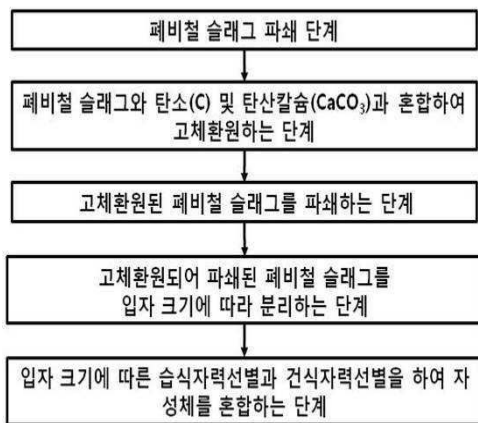 폐비철 슬래그 파쇄 단계
폐비철 슬래그와 탄소(C) 및 탄산칼슘(CaCO₃)과 혼합하여
고체환원하는 단계
고체환원된 폐비철 슬래그를 파쇄하는 단계
고체환원되어 파쇄된 폐비철 슬래그를
입자 크기에 따라 분리하는 단계
입자 크기에 따른 습식자력선별과 건식자력선별을 하여 자
성체를 혼합하는 단계